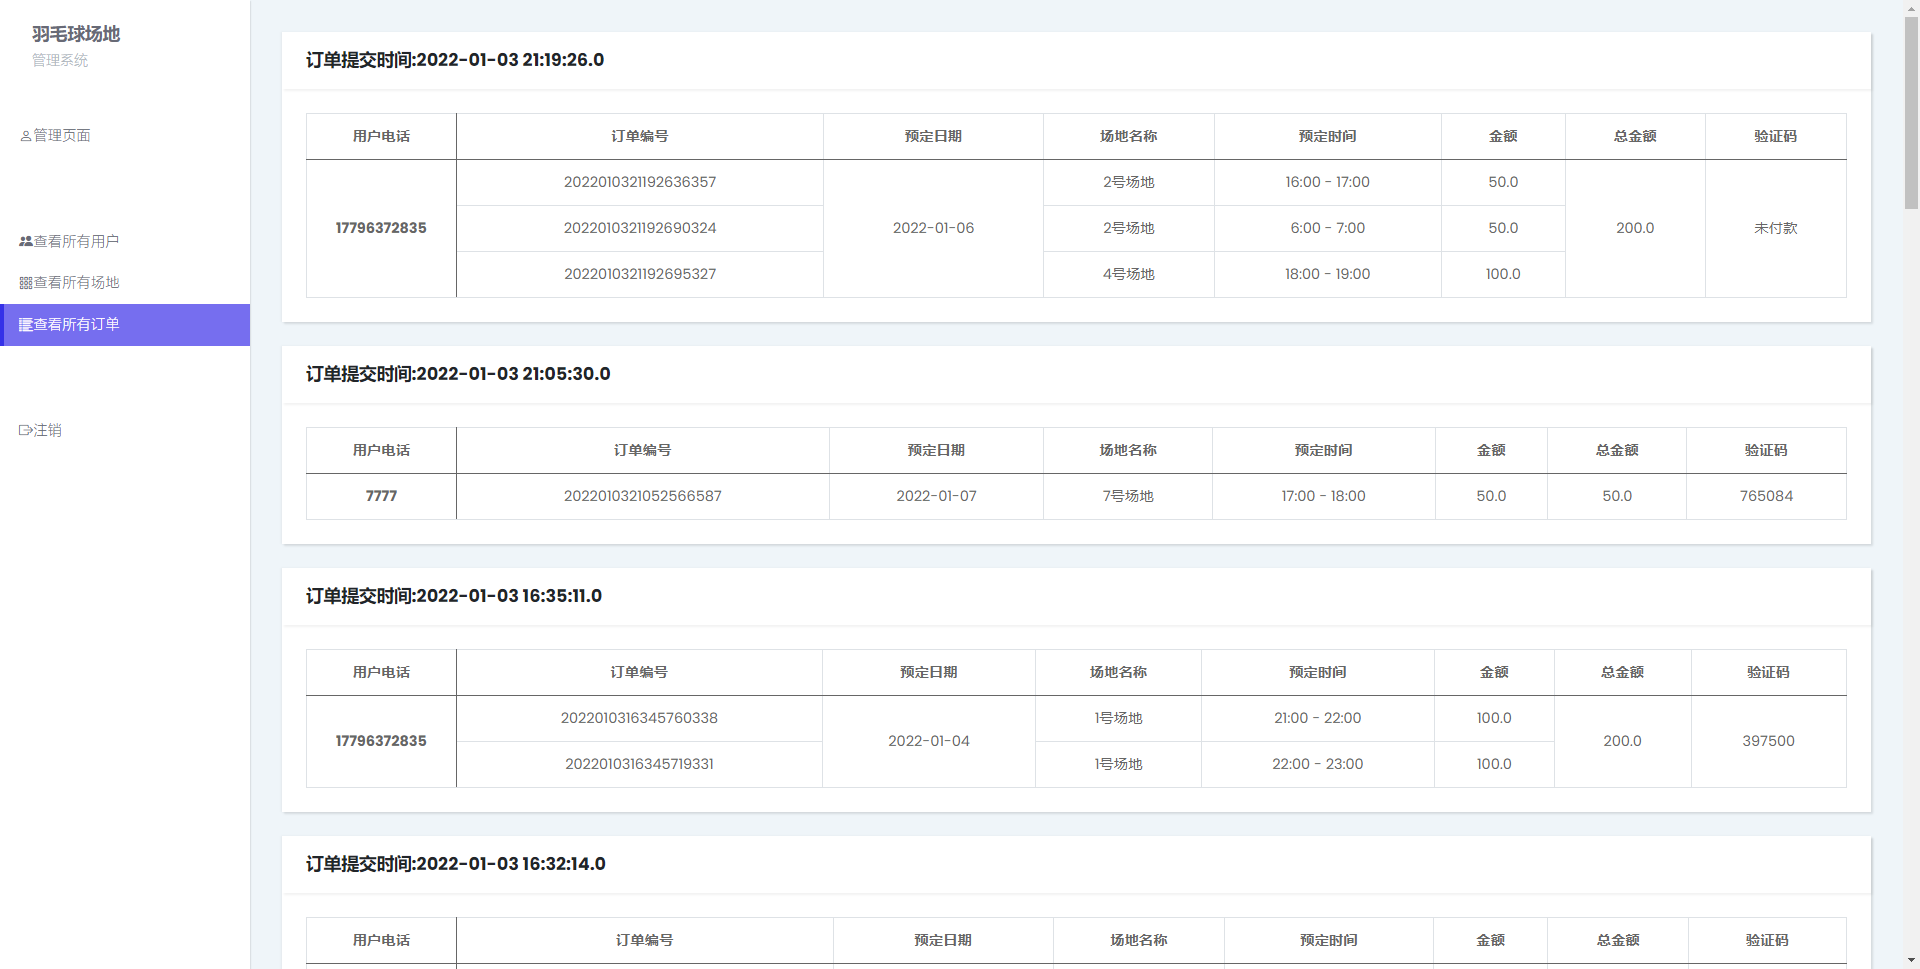 羽毛球场地
管理系统
管理页面
查看所有用户
查看所有场地
查看所有订单
注销
订单提交时间:2022-01-03 21:19:26.0
用户电话 订单编号 预定日期 场地名称 预定时间 金额 总金额 验证码
17796372835 2022010321192636357 2022-01-06 2号场地 16:00 - 17:00 50.0 200.0 未付款
2022010321192690324 2号场地 6:00 - 7:00 50.0
2022010321192695327 4号场地 18:00 - 19:00 100.0
订单提交时间:2022-01-03 21:05:30.0
用户电话 订单编号 预定日期 场地名称 预定时间 金额 总金额 验证码
7777 2022010321052566587 2022-01-07 7号场地 17:00 - 18:00 50.0 50.0 765084
订单提交时间:2022-01-03 16:35:11.0
用户电话 订单编号 预定日期 场地名称 预定时间 金额 总金额 验证码
17796372835 2022010316345760338 2022-01-04 1号场地 21:00 - 22:00 100.0 200.0 397500
2022010316345719331 1号场地 22:00 - 23:00 100.0
订单提交时间:2022-01-03 16:32:14.0
用户电话 订单编号 预定日期 场地名称 预定时间 金额 总金额 验证码